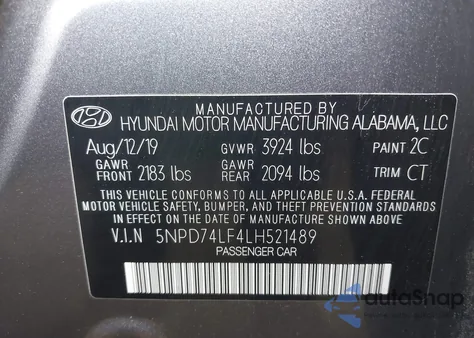 MANUFACTURED BY
HYUNDAI MOTOR MANUFACTURING ALABAMA, LLC
Aug/12/19 GVWR 3924 lbs PAINT 2C
GAWR FRONT 2183 lbs GAWR REAR 2094 lbs TRIM CT
THIS VEHICLE CONFORMS TO ALL APPLICABLE U.S.A. FEDERAL
MOTOR VEHICLE SAFETY, BUMPER, AND THEFT PREVENTION STANDARDS
IN EFFECT ON THE DATE OF MANUFACTURE SHOWN ABOVE.
V.I.N 5NPD74LF4LH521489
PASSENGER CAR
autoSnap